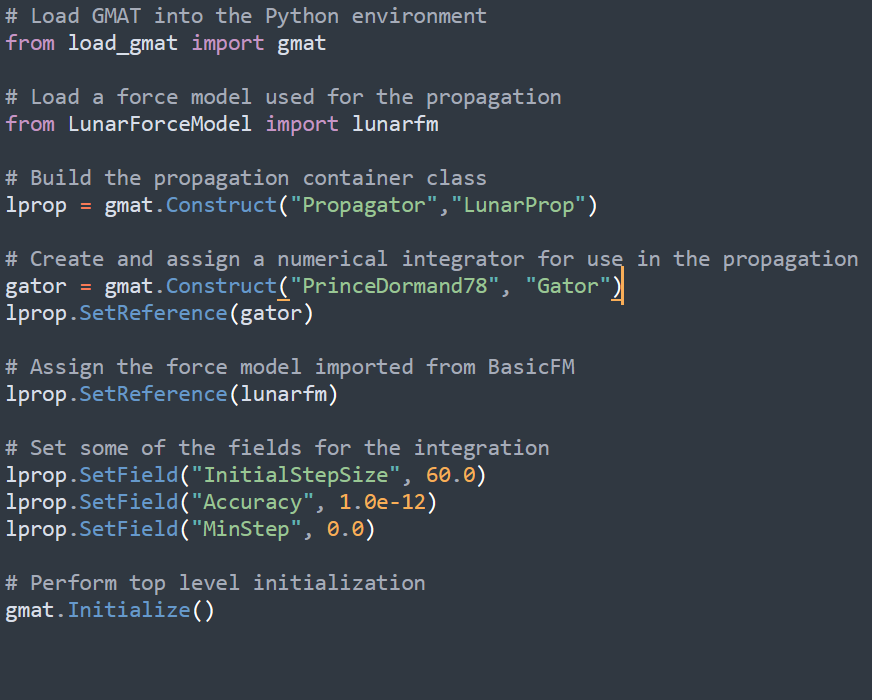 # Load GMAT into the Python environment
from load_gmat import gmat
# Load a force model used for the propagation
from LunarForceModel import lunarfm
# Build the propagation container class
lprop = gmat.Construct("Propagator","LunarProp")
# Create and assign a numerical integrator for use in the propagation
gator = gmat.Construct("PrinceDormand78", "Gator")
lprop.SetReference(gator)
# Assign the force model imported from BasicFM
lprop.SetReference(lunarfm)
# Set some of the fields for the integration
lprop.SetField("InitialStepSize", 60.0)
lprop.SetField("Accuracy", 1.0e-12)
lprop.SetField("MinStep", 0.0)
# Perform top level initialization
gmat.Initialize()